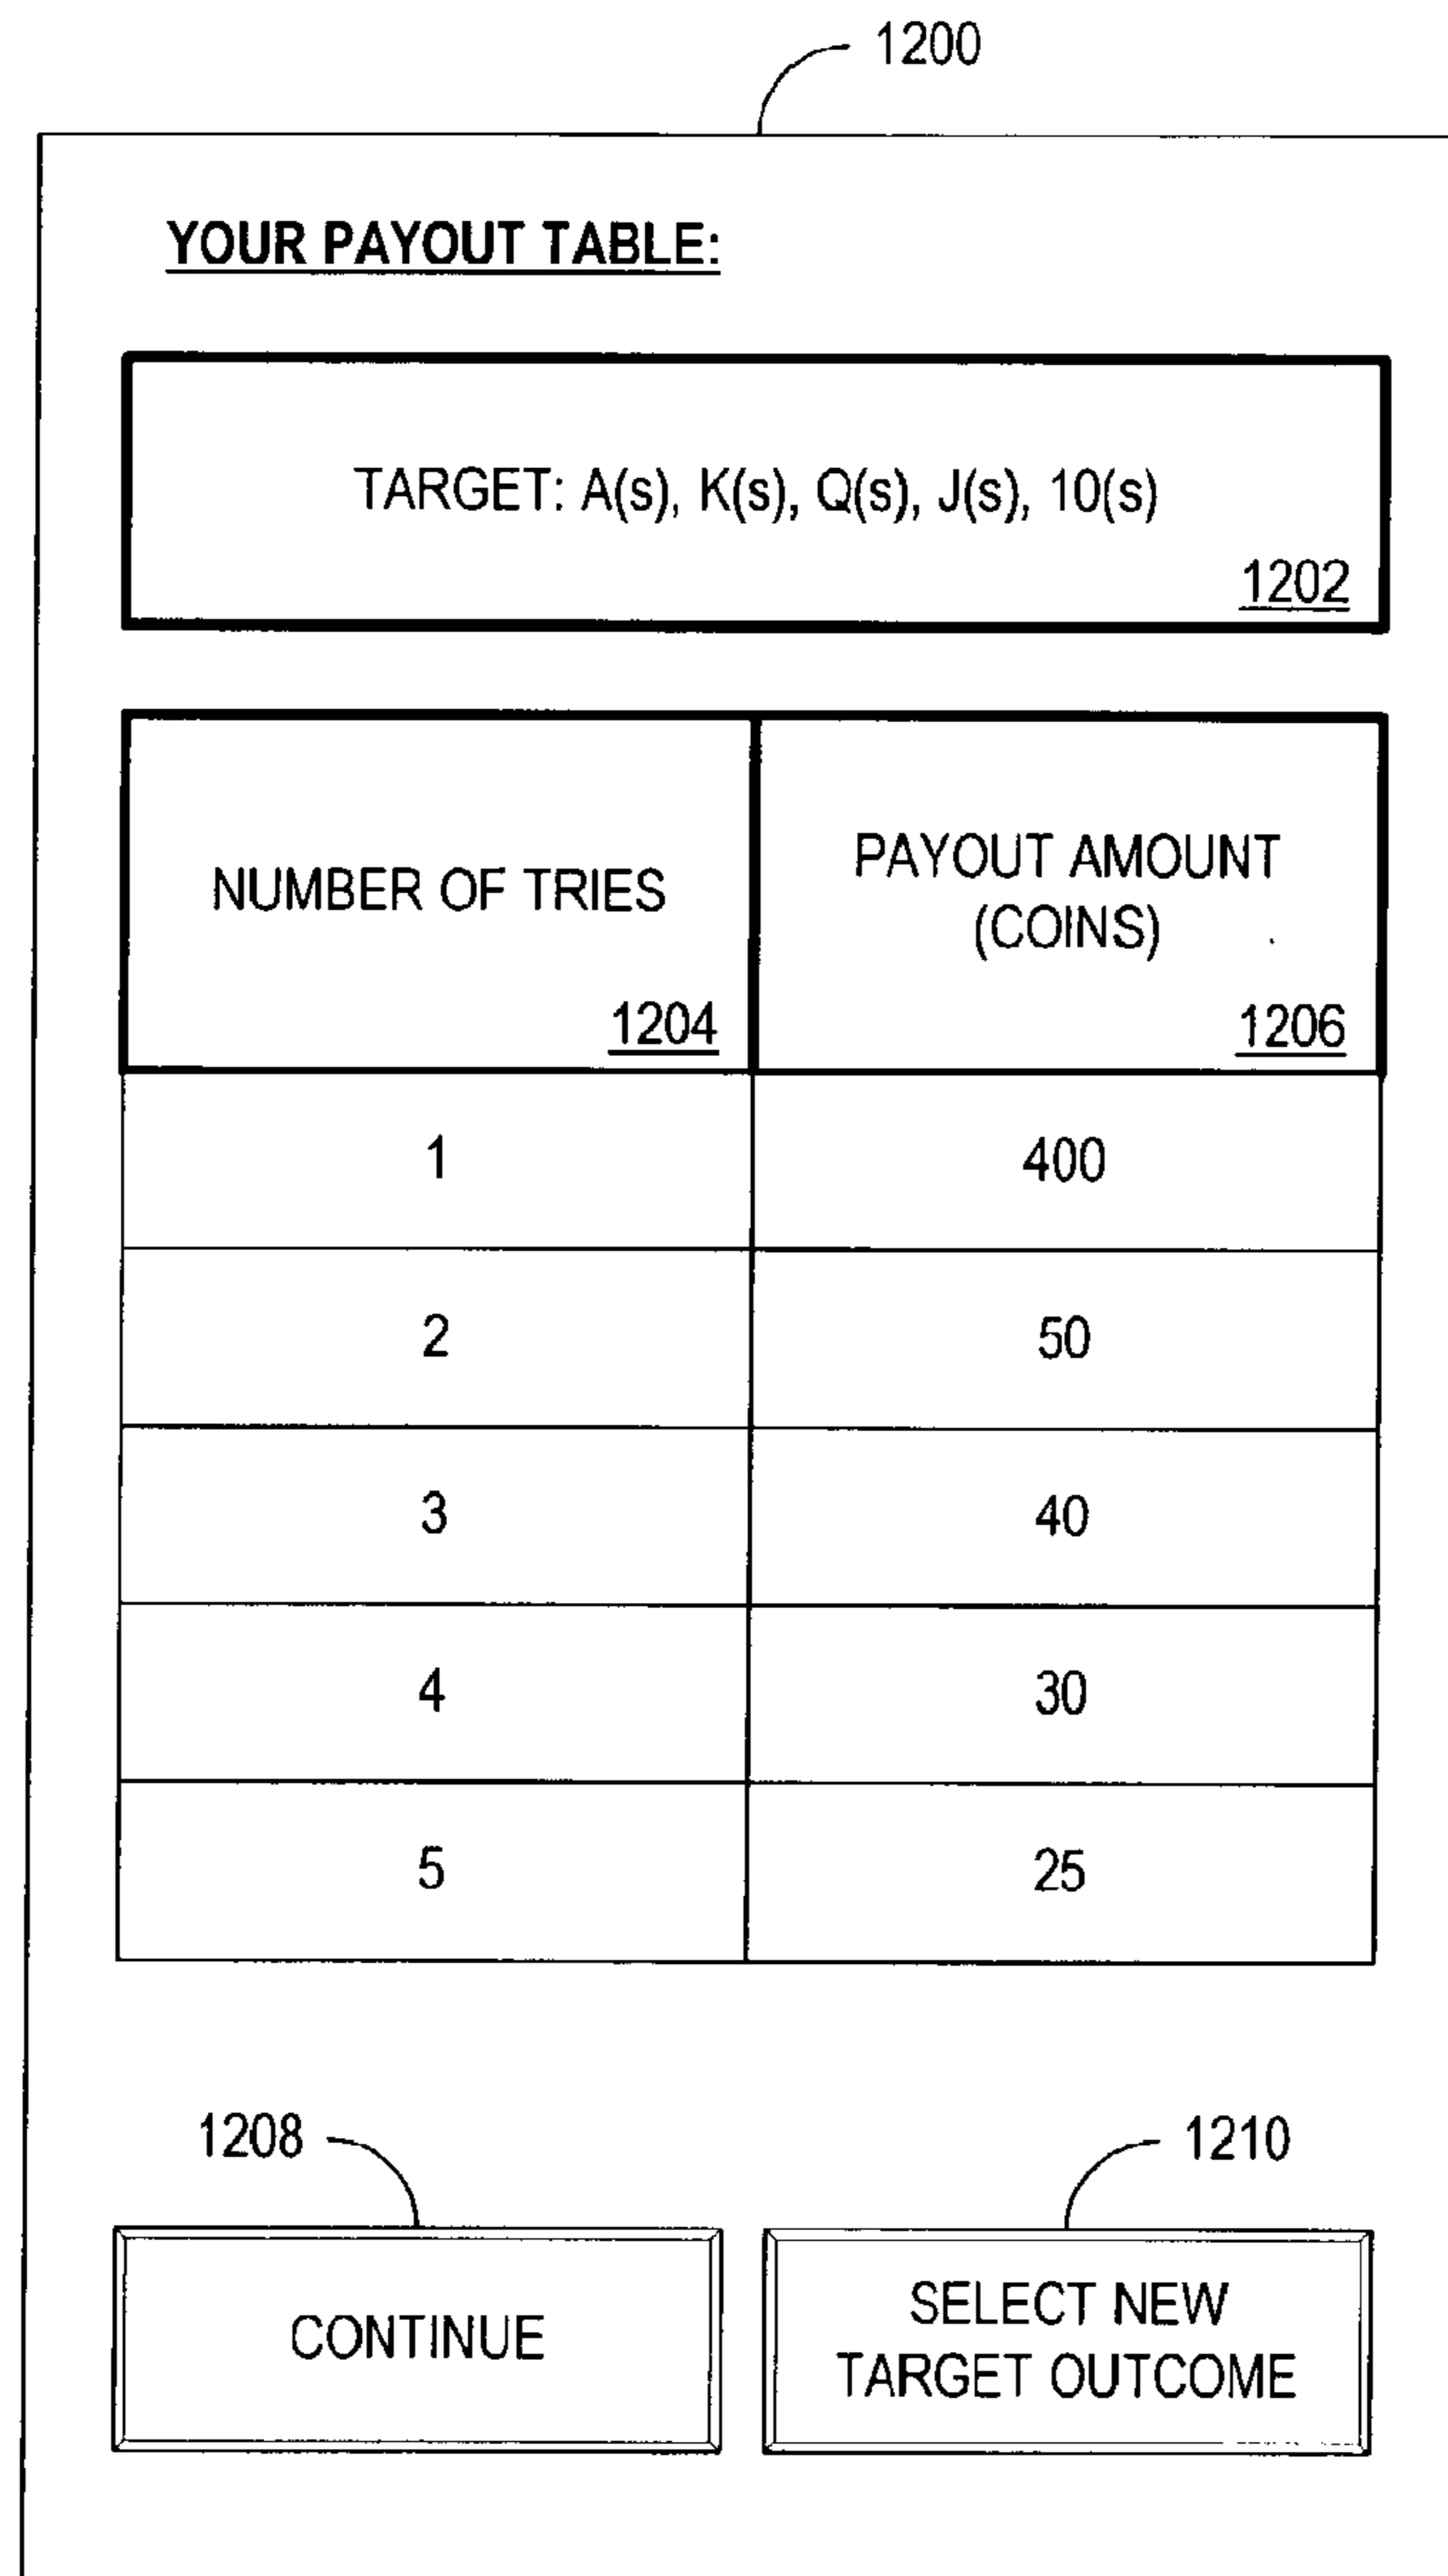 1200
YOUR PAYOUT TABLE:
TARGET: A(s), K(s), Q(s), J(s), 10(s)
1202
NUMBER OF TRIES
1204
PAYOUT AMOUNT
(COINS)
1206
1 400
2 50
3 40
4 30
5 25
1208
1210
CONTINUE
SELECT NEW
TARGET OUTCOME